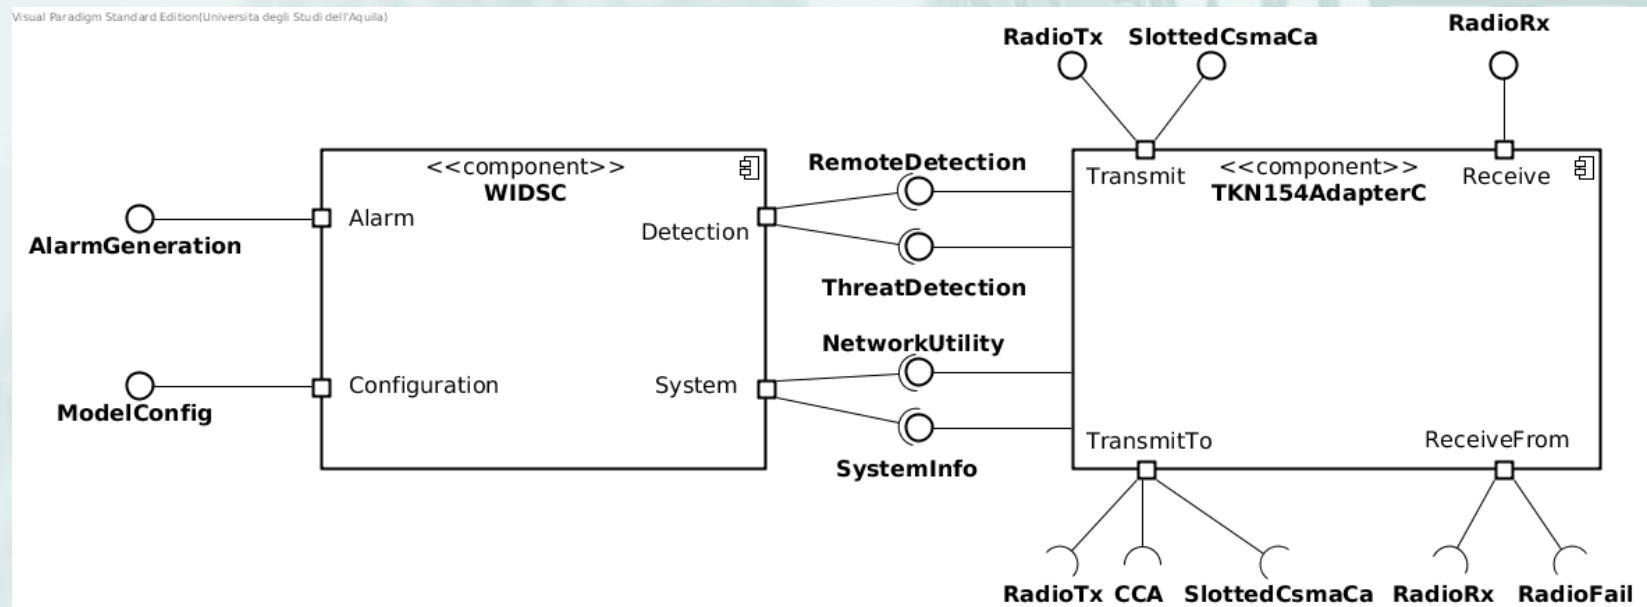 Visual Paradigm Standard Edition(Universita degli Studi dell'Aquila)
RadioTx SlottedCsmaCa RadioRx
<<component>>
WIDSC
Alarm
Detection
Configuration
System
AlarmGeneration
ModelConfig
RemoteDetection
ThreatDetection
NetworkUtility
SystemInfo
<<component>>
TKN154AdapterC
Transmit
Receive
TransmitTo
ReceiveFrom
RadioTx CCA SlottedCsmaCa RadioRx RadioFail